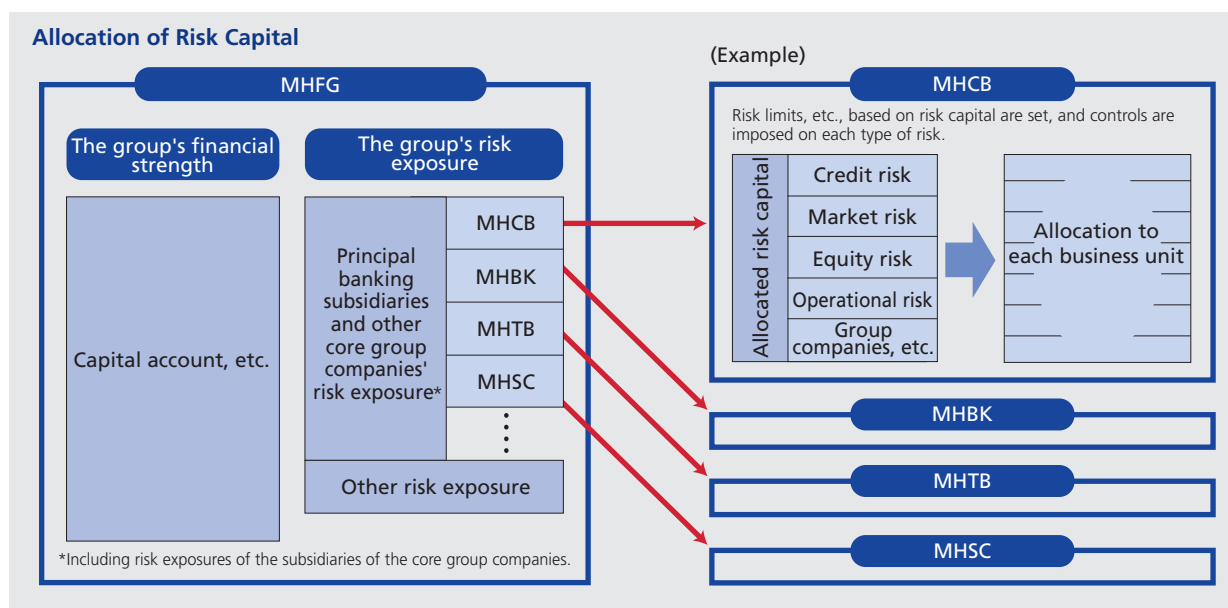 Allocation of Risk Capital
MHFG
The group's financial
strength
The group's risk
exposure
Capital account, etc.
Principal
banking
subsidiaries
and other
core group
companies'
risk exposure*
MHCB
MHBK
MHTB
MHSC
Other risk exposure
*Including risk exposures of the subsidiaries of the core group companies.
(Example)
MHCB
Risk limits, etc., based on risk capital are set, and controls are
imposed on each type of risk.
Allocated risk capital
Credit risk
Market risk
Equity risk
Operational risk
Group
companies, etc.
Allocation to
each business unit
MHBK
MHTB
MHSC